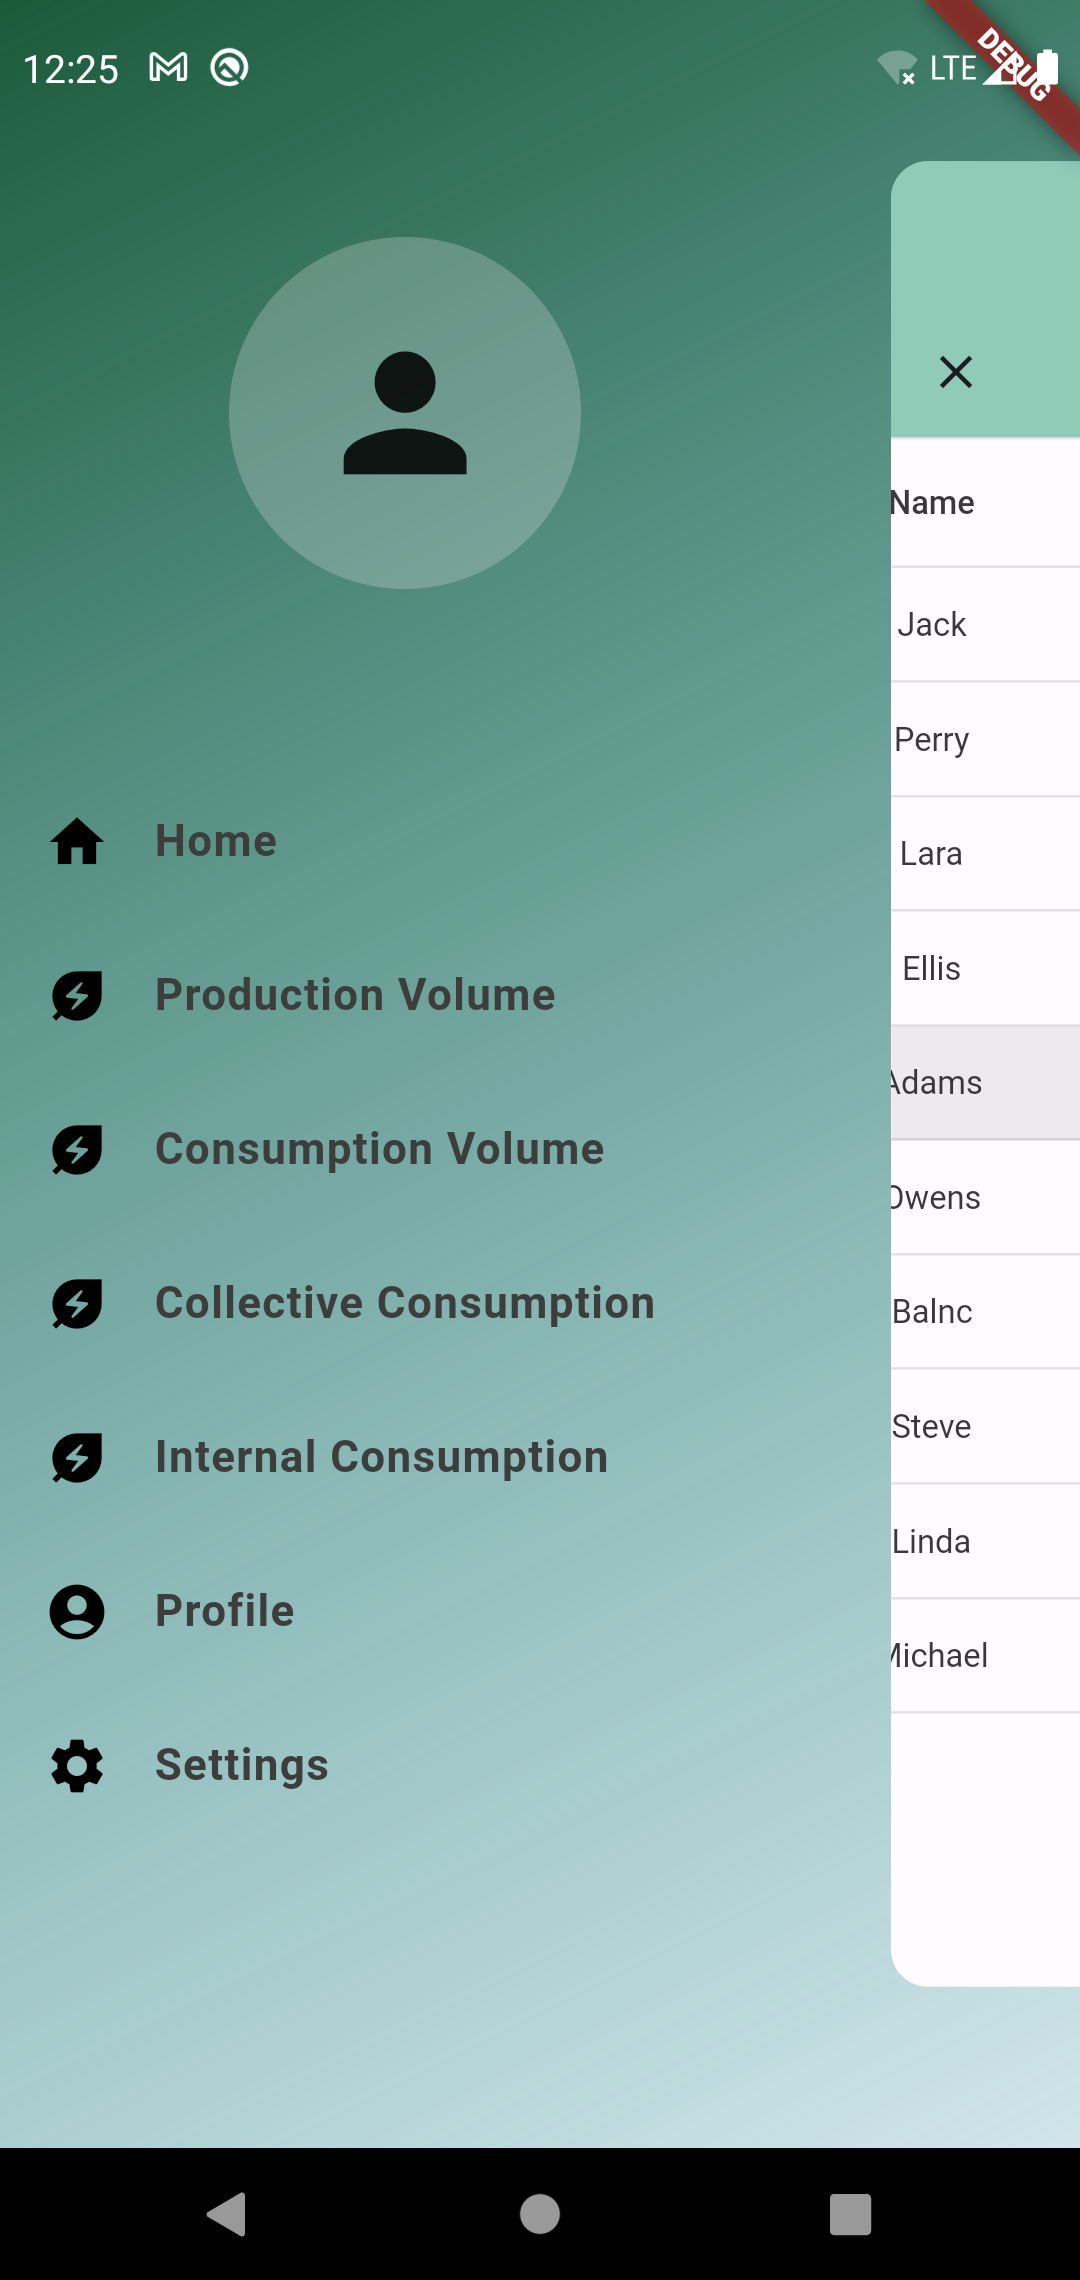 12:25
LTE
DEBUG
Name
Jack
Perry
Home
Lara
Ellis
Production Volume
Adams
Consumption Volume
Owens
Collective Consumption
Balnc
Steve
Internal Consumption
Linda
Profile
Michael
Settings